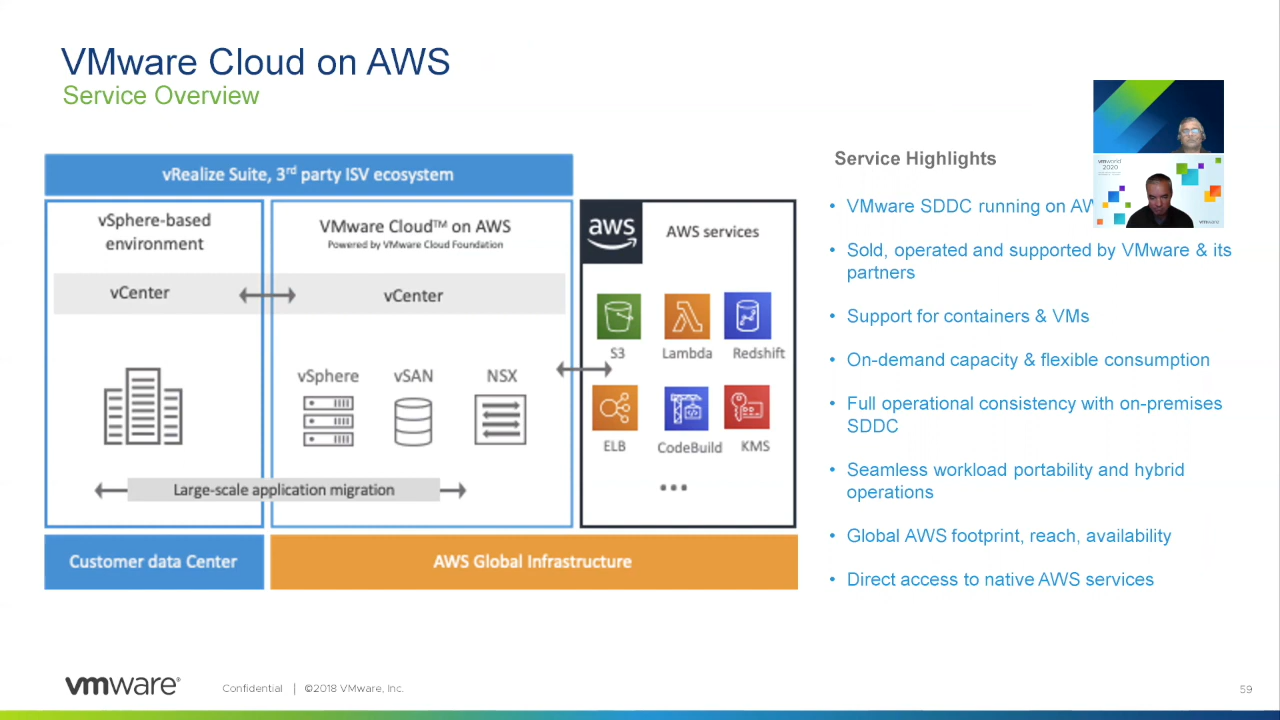 VMware Cloud on AWS
Service Overview
vRealize Suite, 3rd party ISV ecosystem
vSphere-based
environment
vCenter
VMware Cloud™ on AWS
Powered by VMware Cloud Foundation
vCenter
vSphere
vSAN
NSX
Large-scale application migration
aws
AWS services
S3
Lambda
Redshift
ELB
CodeBuild
KMS
•••
Customer data Center
AWS Global Infrastructure
Service Highlights
• VMware SDDC running on
• Sold, operated and supported by VMware & its
partners
• Support for containers & VMs
• On-demand capacity & flexible consumption
• Full operational consistency with on-premises
SDDC
• Seamless workload portability and hybrid
operations
• Global AWS footprint, reach, availability
• Direct access to native AWS services
vmworld
2020
vmware
vmware®
Confidential | ©2018 VMware, Inc.
59